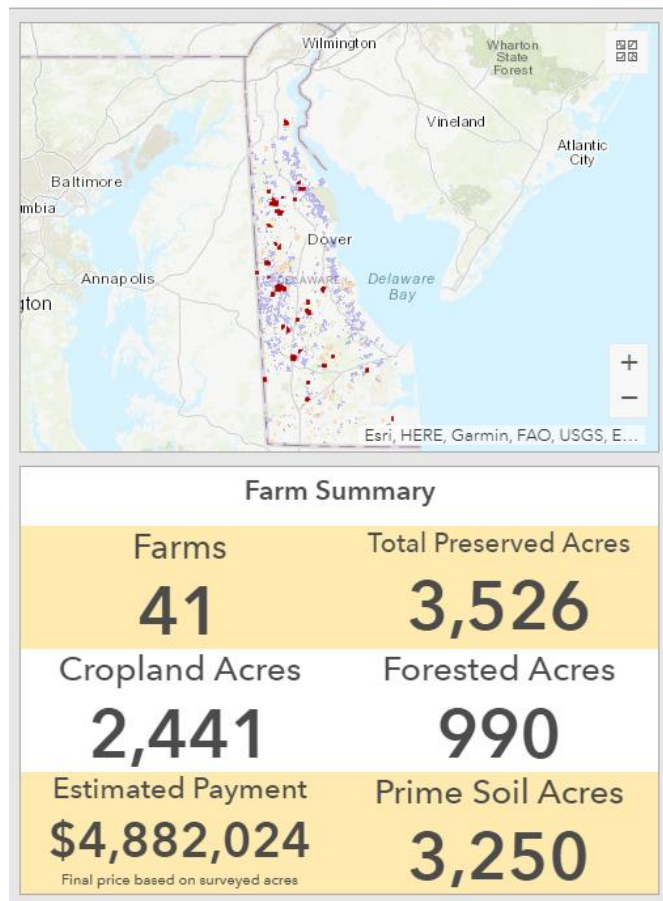 Wilmington
Wharton
State
Forest
Vineland
Atlantic
City
Baltimore
mbia
Dover
DELAWARE
Annapolis
Delaware
Bay
gton
+
−
Esri, HERE, Garmin, FAO, USGS, E...
Farm Summary
Farms
Total Preserved Acres
41
3,526
Cropland Acres
Forested Acres
2,441
990
Estimated Payment
Prime Soil Acres
$4,882,024
3,250
Final price based on surveyed acres